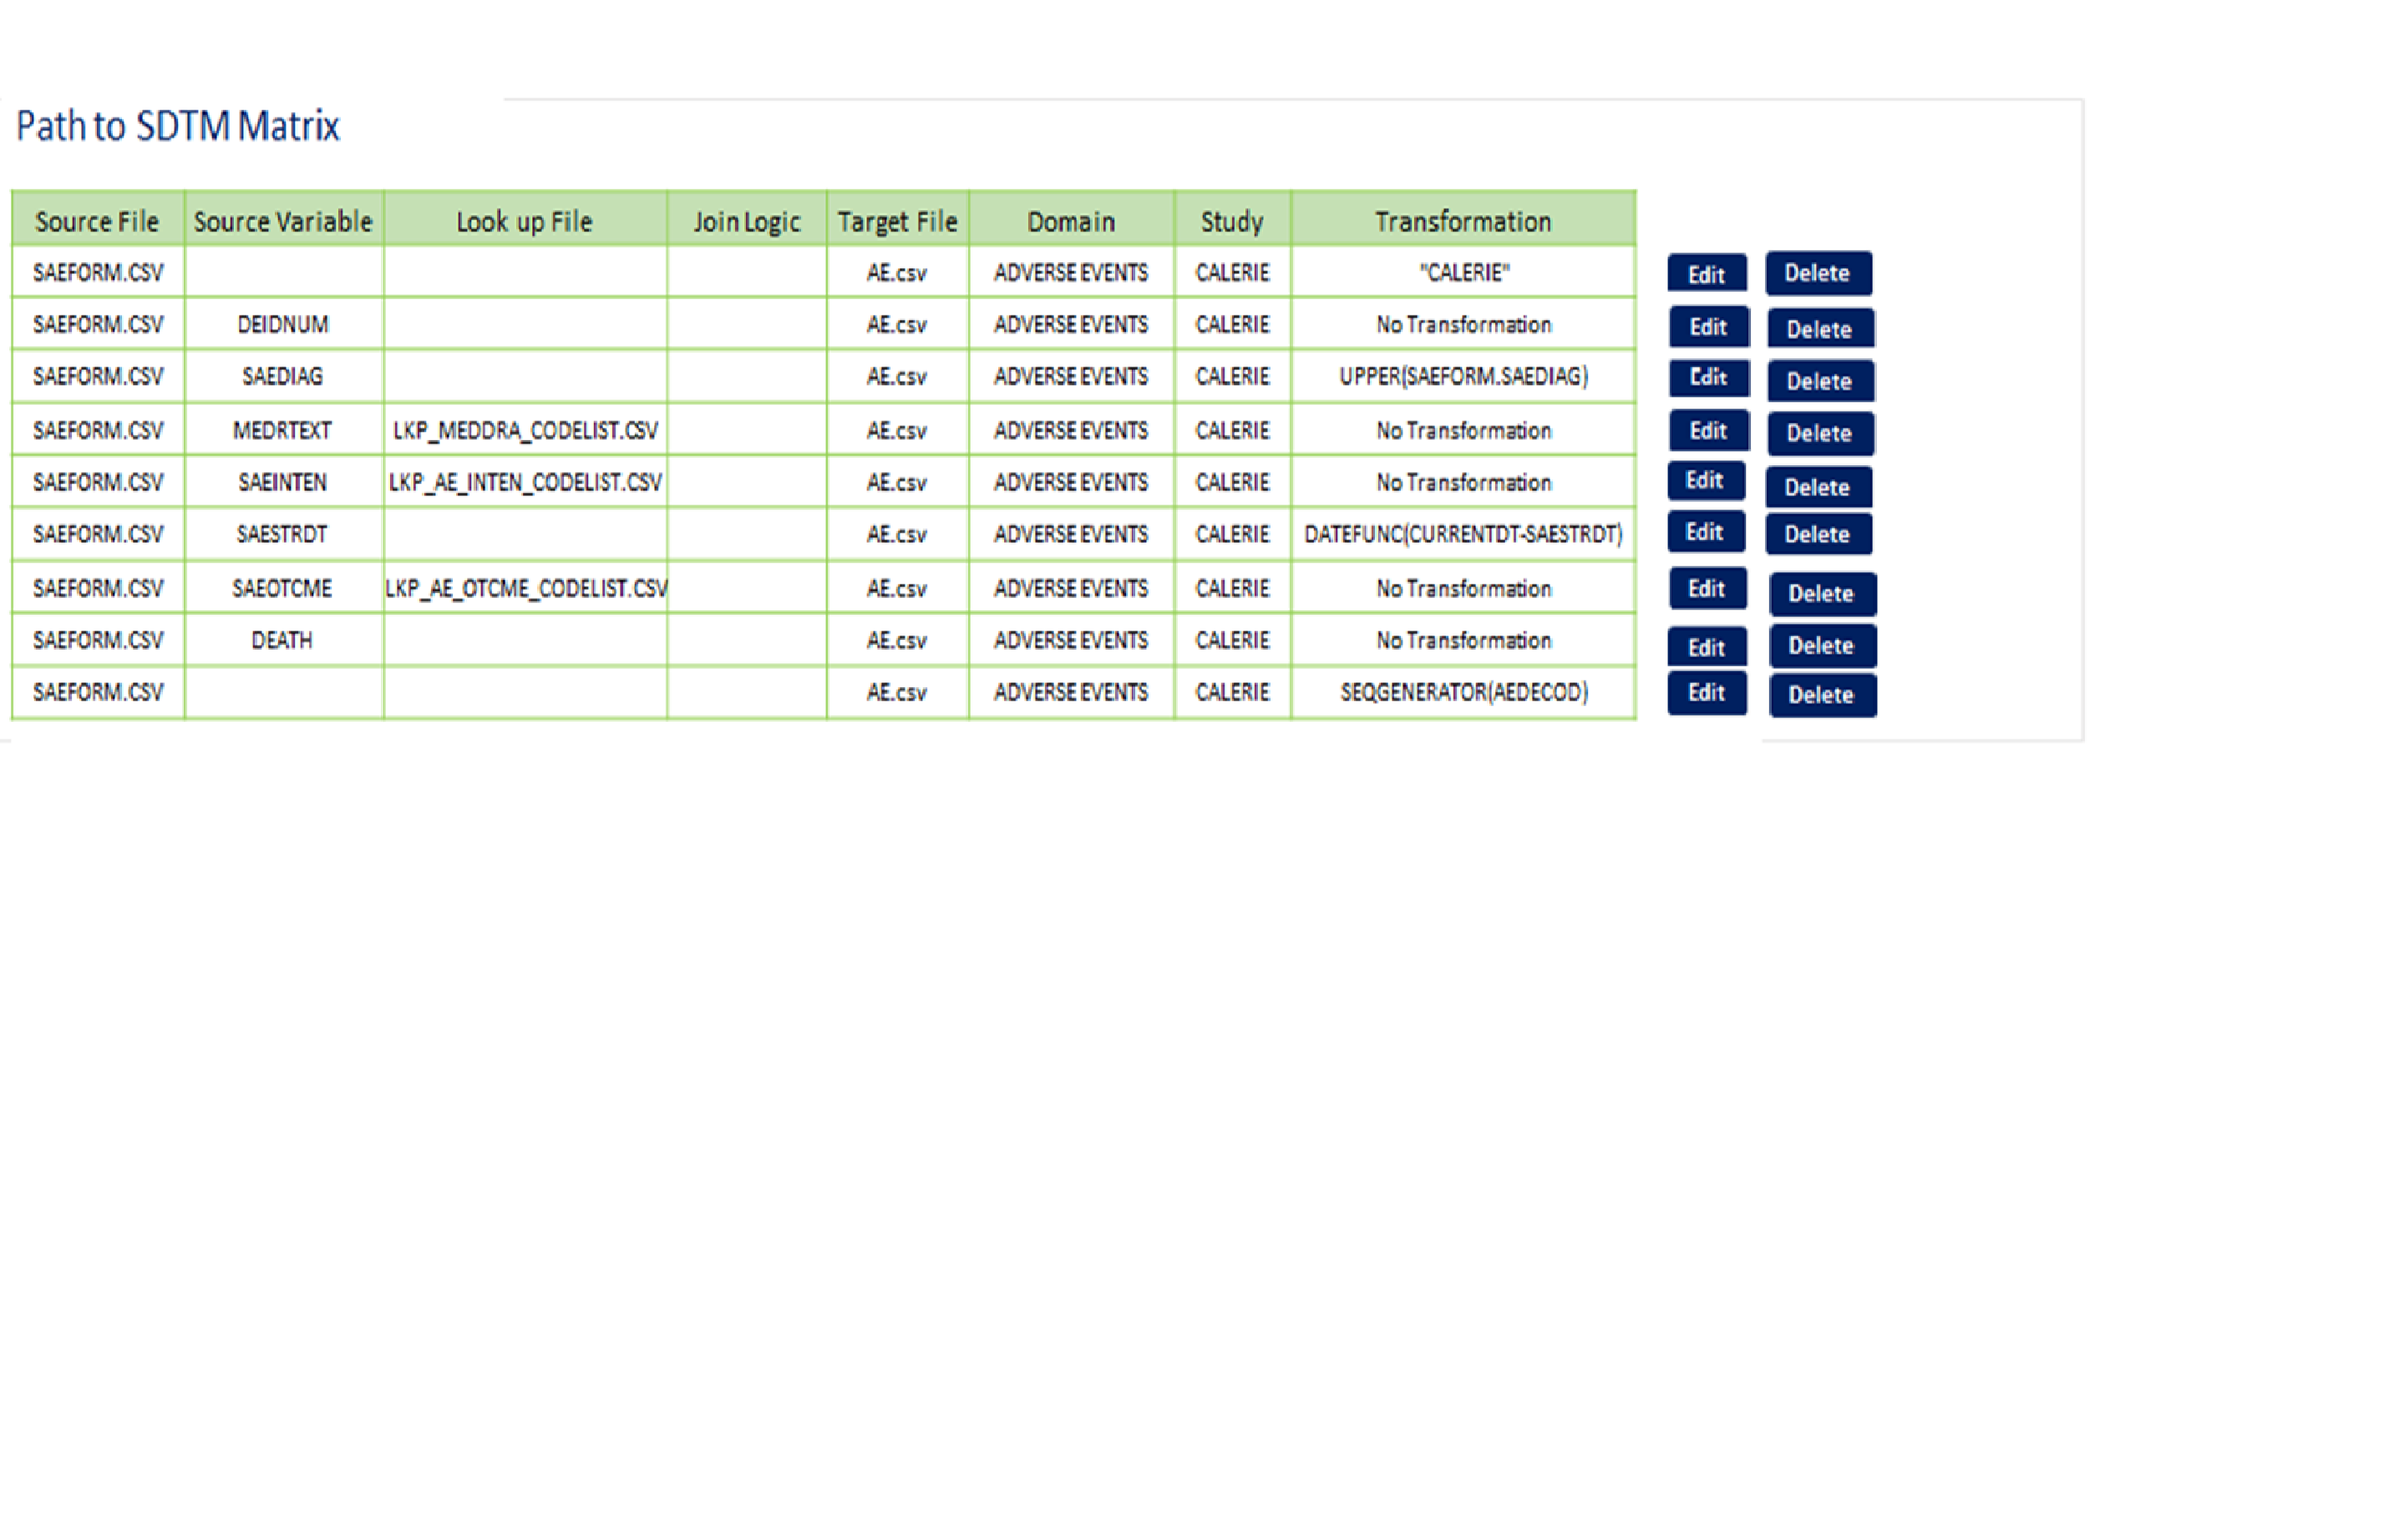 Path to SDTM Matrix
Source File Source Variable Look up File Join Logic Target File Domain Study Transformation
SAEFORM.CSV AE.csv ADVERSE EVENTS CALERIE "CALERIE" Edit Delete
SAEFORM.CSV DEIDNUM AE.csv ADVERSE EVENTS CALERIE No Transformation Edit Delete
SAEFORM.CSV SAEDIAG AE.csv ADVERSE EVENTS CALERIE UPPER(SAEFORM.SAEDIAG) Edit Delete
SAEFORM.CSV MEDRTEXT LKP_MEDDRA_CODELIST.CSV AE.csv ADVERSE EVENTS CALERIE No Transformation Edit Delete
SAEFORM.CSV SAEINTEN LKP_AE_INTEN_CODELIST.CSV AE.csv ADVERSE EVENTS CALERIE No Transformation Edit Delete
SAEFORM.CSV SAESTRDT AE.csv ADVERSE EVENTS CALERIE DATEFUNC(CURRENTDT-SAESTRDT) Edit Delete
SAEFORM.CSV SAEOTCME LKP_AE_OTCME_CODELIST.CSV AE.csv ADVERSE EVENTS CALERIE No Transformation Edit Delete
SAEFORM.CSV DEATH AE.csv ADVERSE EVENTS CALERIE No Transformation Edit Delete
SAEFORM.CSV AE.csv ADVERSE EVENTS CALERIE SEQGENERATOR(AEDECOD) Edit Delete